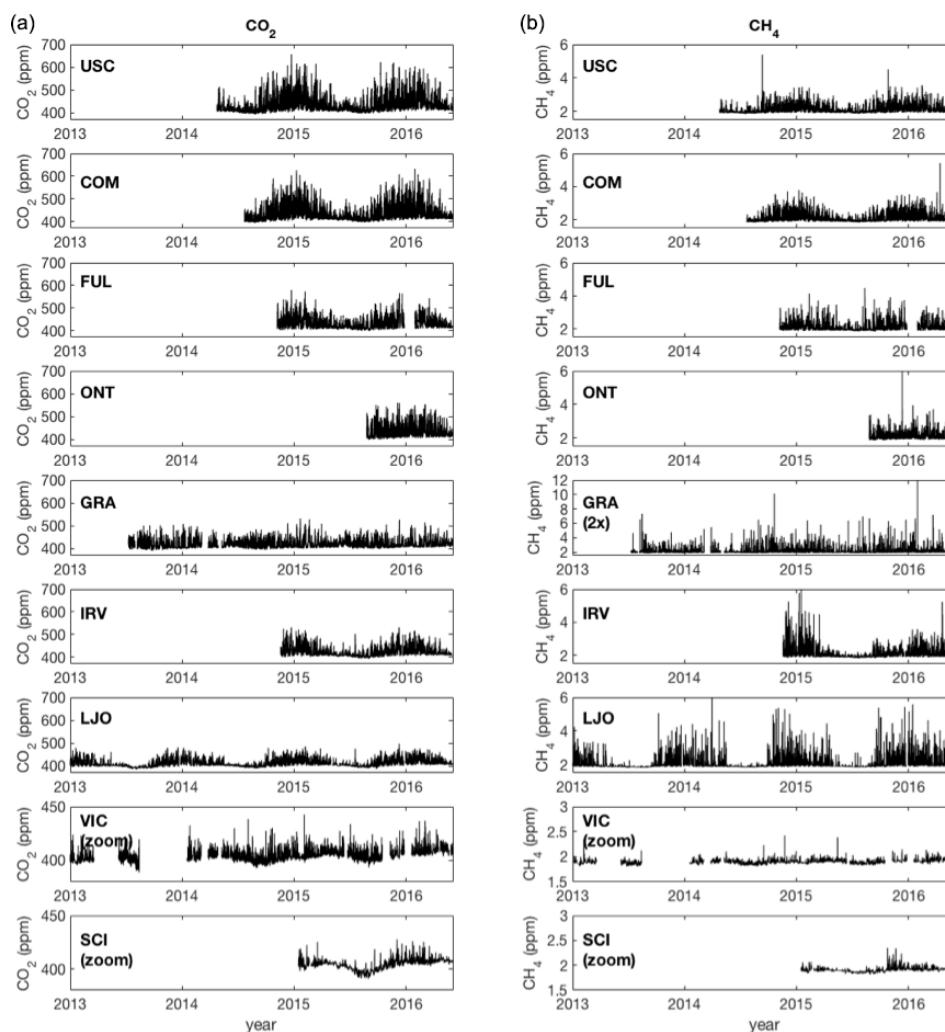 (a)
CO₂
CO₂ (ppm)
700
600
500
400
USC
2013 2014 2015 2016
CO₂ (ppm)
700
600
500
400
COM
2013 2014 2015 2016
CO₂ (ppm)
700
600
500
400
FUL
2013 2014 2015 2016
CO₂ (ppm)
700
600
500
400
ONT
2013 2014 2015 2016
CO₂ (ppm)
700
600
500
400
GRA
2013 2014 2015 2016
CO₂ (ppm)
700
600
500
400
IRV
2013 2014 2015 2016
CO₂ (ppm)
700
600
500
400
LJO
2013 2014 2015 2016
CO₂ (ppm)
450
400
VIC
(zoom)
2013 2014 2015 2016
CO₂ (ppm)
450
400
SCI
(zoom)
2013 2014 2015 2016
year
(b)
CH₄
CH₄ (ppm)
6
4
2
USC
2013 2014 2015 2016
CH₄ (ppm)
6
4
2
COM
2013 2014 2015 2016
CH₄ (ppm)
6
4
2
FUL
2013 2014 2015 2016
CH₄ (ppm)
6
4
2
ONT
2013 2014 2015 2016
CH₄ (ppm)
12
10
8
6
4
2
GRA
(2x)
2013 2014 2015 2016
CH₄ (ppm)
6
4
2
IRV
2013 2014 2015 2016
CH₄ (ppm)
6
4
2
LJO
2013 2014 2015 2016
CH₄ (ppm)
3
2.5
2
1.5
VIC
(zoom)
2013 2014 2015 2016
CH₄ (ppm)
3
2.5
2
1.5
SCI
(zoom)
2013 2014 2015 2016
year